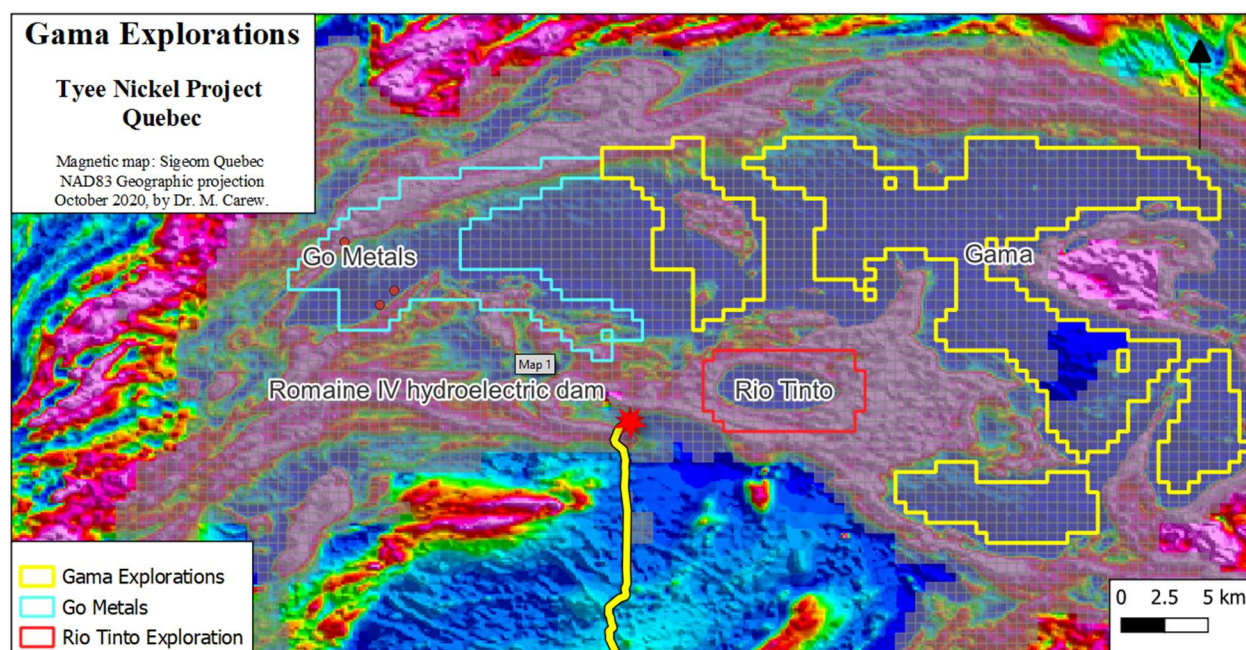 Gama Explorations
Tyee Nickel Project
Quebec
Magnetic map: Sigeom Quebec
NAD83 Geographic projection
October 2020, by Dr. M. Carew.
Go Metals
Gama
Map 1
Romaine IV hydroelectric dam
Rio Tinto
Gama Explorations
Go Metals
Rio Tinto Exploration
0 2.5 5 km